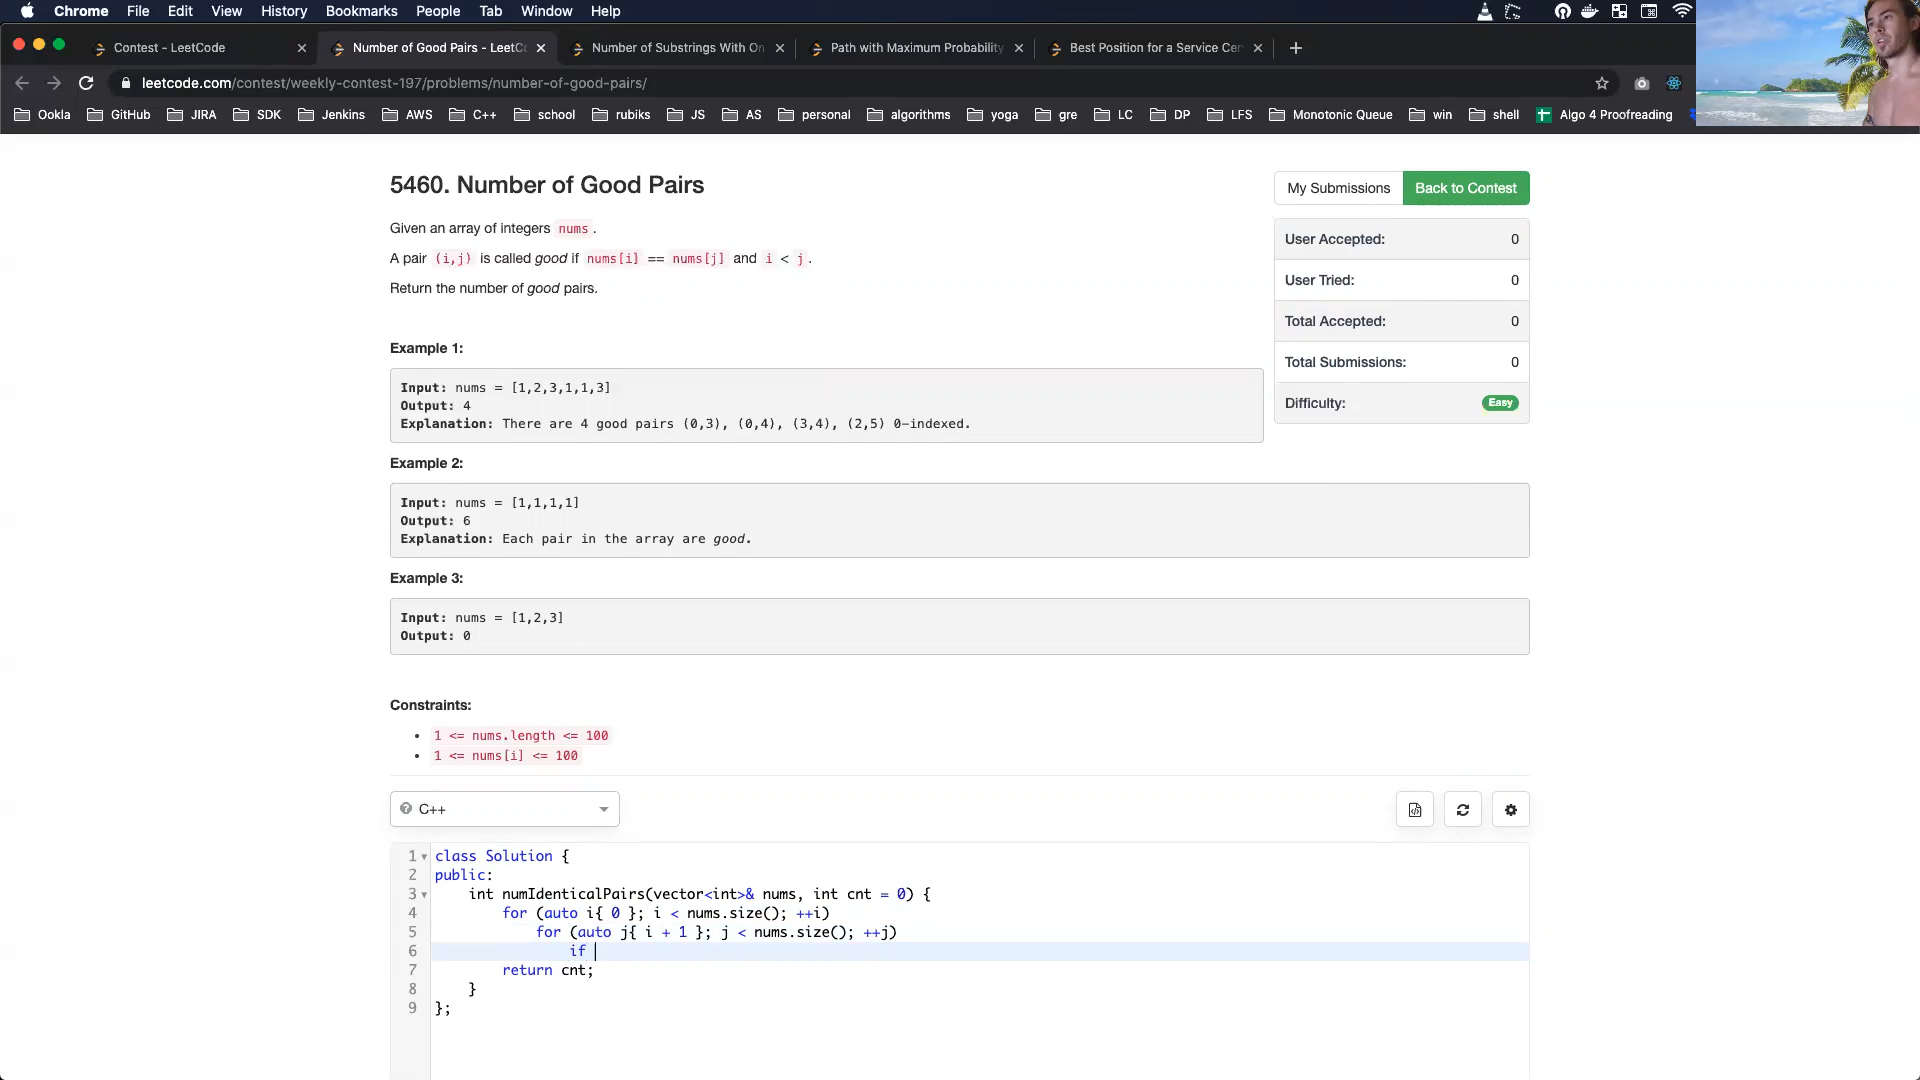 Chrome File Edit View History Bookmarks People Tab Window Help
Contest - LeetCode
Number of Good Pairs - LeetC
Number of Substrings With On
Path with Maximum Probability
Best Position for a Service Cen
leetcode.com/contest/weekly-contest-197/problems/number-of-good-pairs/
Ookla GitHub JIRA SDK Jenkins AWS C++ school rubiks JS AS personal algorithms yoga gre LC DP LFS Monotonic Queue win shell Algo 4 Proofreading
5460. Number of Good Pairs
My Submissions Back to Contest
Given an array of integers nums.
A pair (i,j) is called good if nums[i] == nums[j] and i < j.
Return the number of good pairs.
User Accepted: 0
User Tried: 0
Total Accepted: 0
Total Submissions: 0
Difficulty: Easy
Example 1:
Input: nums = [1,2,3,1,1,3]
Output: 4
Explanation: There are 4 good pairs (0,3), (0,4), (3,4), (2,5) 0-indexed.
Example 2:
Input: nums = [1,1,1,1]
Output: 6
Explanation: Each pair in the array are good.
Example 3:
Input: nums = [1,2,3]
Output: 0
Constraints:
1 <= nums.length <= 100
1 <= nums[i] <= 100
C++
1 class Solution {
2 public:
3 int numIdenticalPairs(vector<int>& nums, int cnt = 0) {
4 for (auto i{ 0 }; i < nums.size(); ++i)
5 for (auto j{ i + 1 }; j < nums.size(); ++j)
6 if
7 return cnt;
8 }
9 };